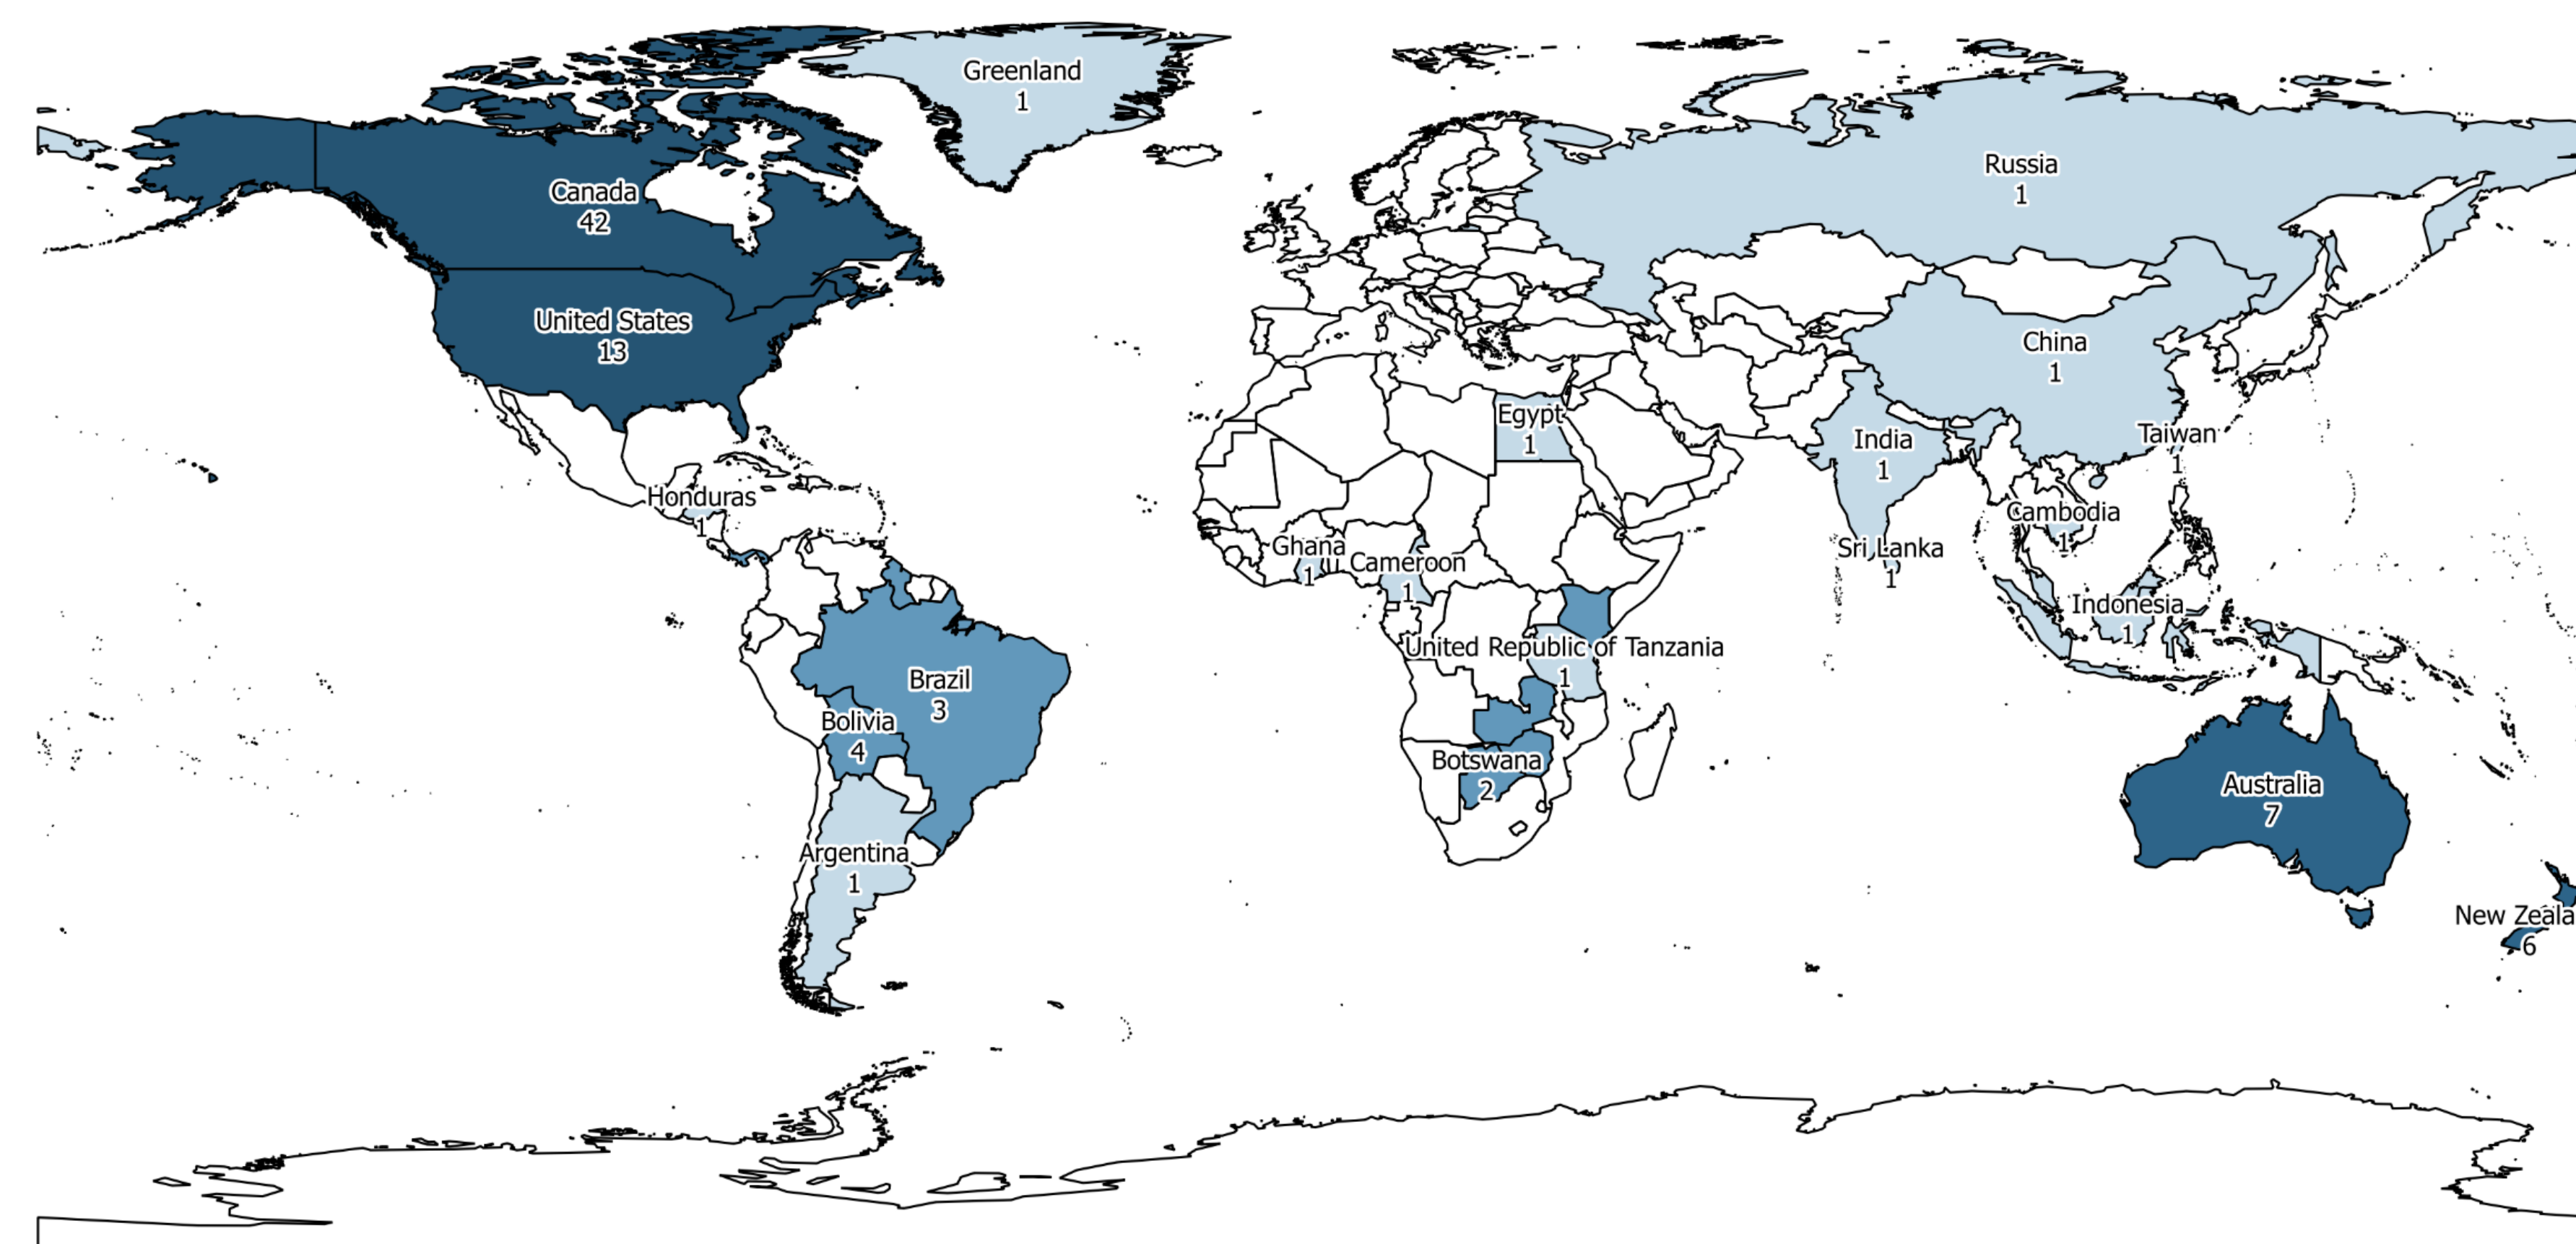 Greenland
1
Canada
42
Russia
1
United States
13
China
1
Egypt
1
India
1
Taiwan
1
Honduras
1
Cambodia
1
Ghana
1
Cameroon
1
Sri Lanka
1
Indonesia
1
United Republic of Tanzania
1
Brazil
3
Bolivia
4
Botswana
2
Australia
7
Argentina
1
New Zeala
6